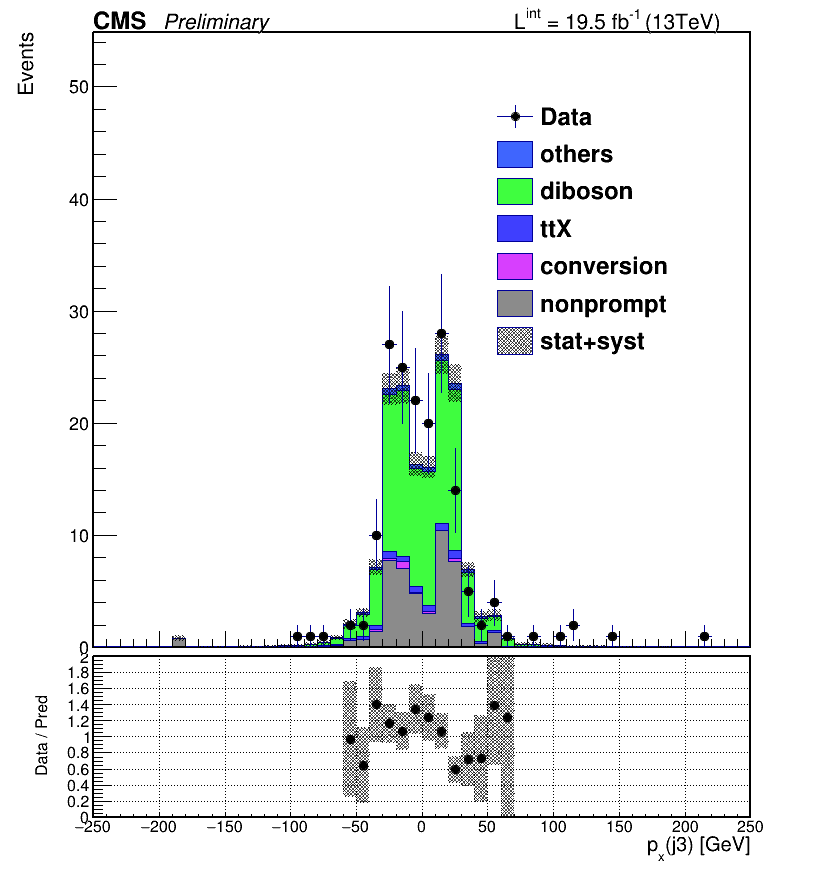 CMS Preliminary L^int = 19.5 fb^-1 (13TeV)
Events
50
40
30
20
10
0
Data
others
diboson
ttX
conversion
nonprompt
stat+syst
Data / Pred
2
1.8
1.6
1.4
1.2
1
0.8
0.6
0.4
0.2
0
−250 −200 −150 −100 −50 0 50 100 150 200 250
p_x(j3) [GeV]